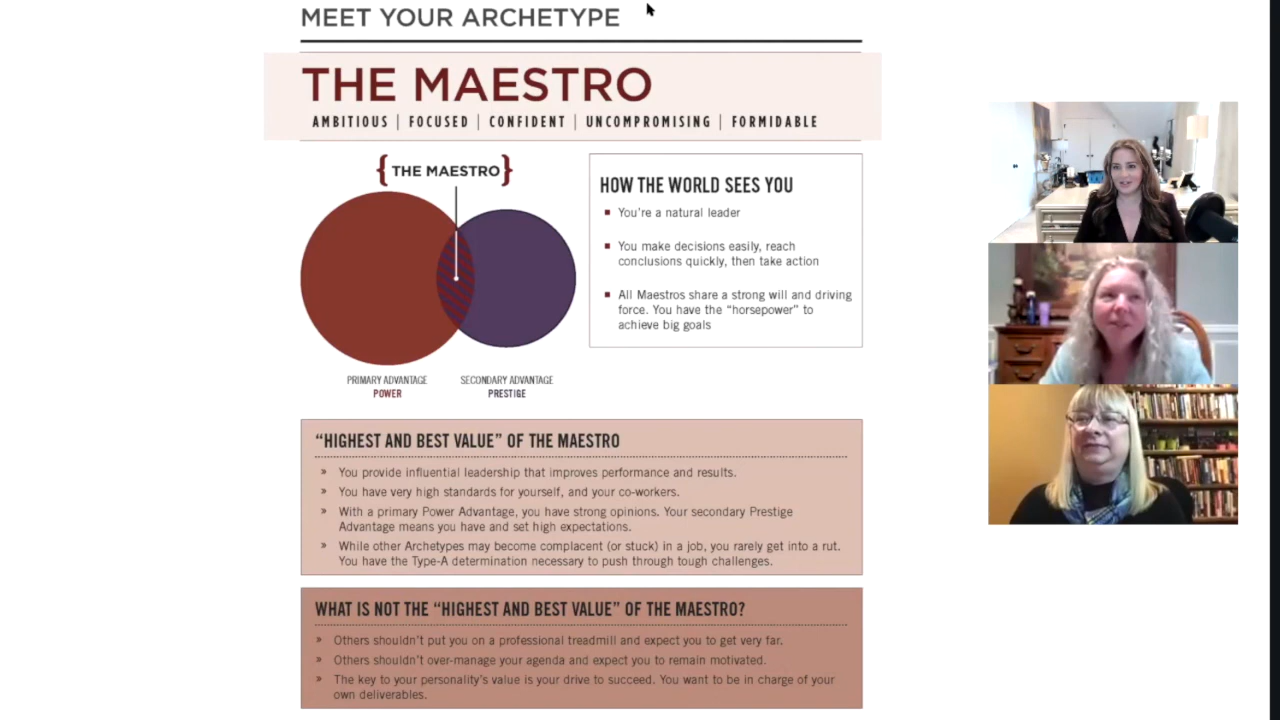 MEET YOUR ARCHETYPE
THE MAESTRO
AMBITIOUS | FOCUSED | CONFIDENT | UNCOMPROMISING | FORMIDABLE
{ THE MAESTRO }
PRIMARY ADVANTAGE
POWER
SECONDARY ADVANTAGE
PRESTIGE
HOW THE WORLD SEES YOU
▪ You're a natural leader
▪ You make decisions easily, reach
conclusions quickly, then take action
▪ All Maestros share a strong will and driving
force. You have the "horsepower" to
achieve big goals
"HIGHEST AND BEST VALUE" OF THE MAESTRO
» You provide influential leadership that improves performance and results.
» You have very high standards for yourself, and your co-workers.
» With a primary Power Advantage, you have strong opinions. Your secondary Prestige
Advantage means you have and set high expectations.
» While other Archetypes may become complacent (or stuck) in a job, you rarely get into a rut.
You have the Type-A determination necessary to push through tough challenges.
WHAT IS NOT THE "HIGHEST AND BEST VALUE" OF THE MAESTRO?
» Others shouldn't put you on a professional treadmill and expect you to get very far.
» Others shouldn't over-manage your agenda and expect you to remain motivated.
» The key to your personality's value is your drive to succeed. You want to be in charge of your
own deliverables.